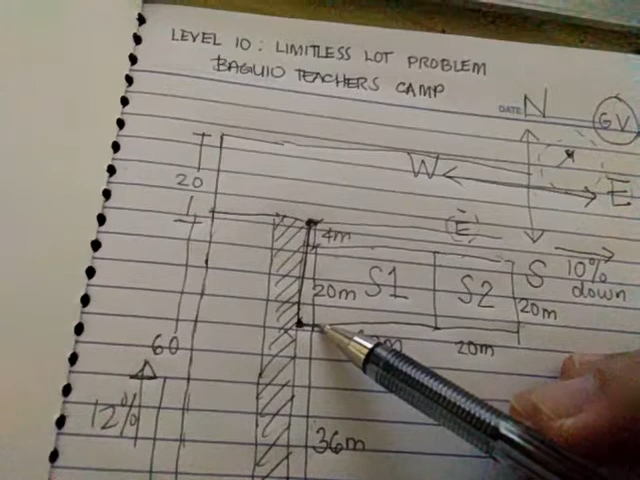 LEVEL 10: LIMITLESS LOT PROBLEM
BAGUIO TEACHERS CAMP
DATE: N
GV
W
E
20
E
4m
S
10%
down
20m
S1
S2
20m
20m
60
12%
36m